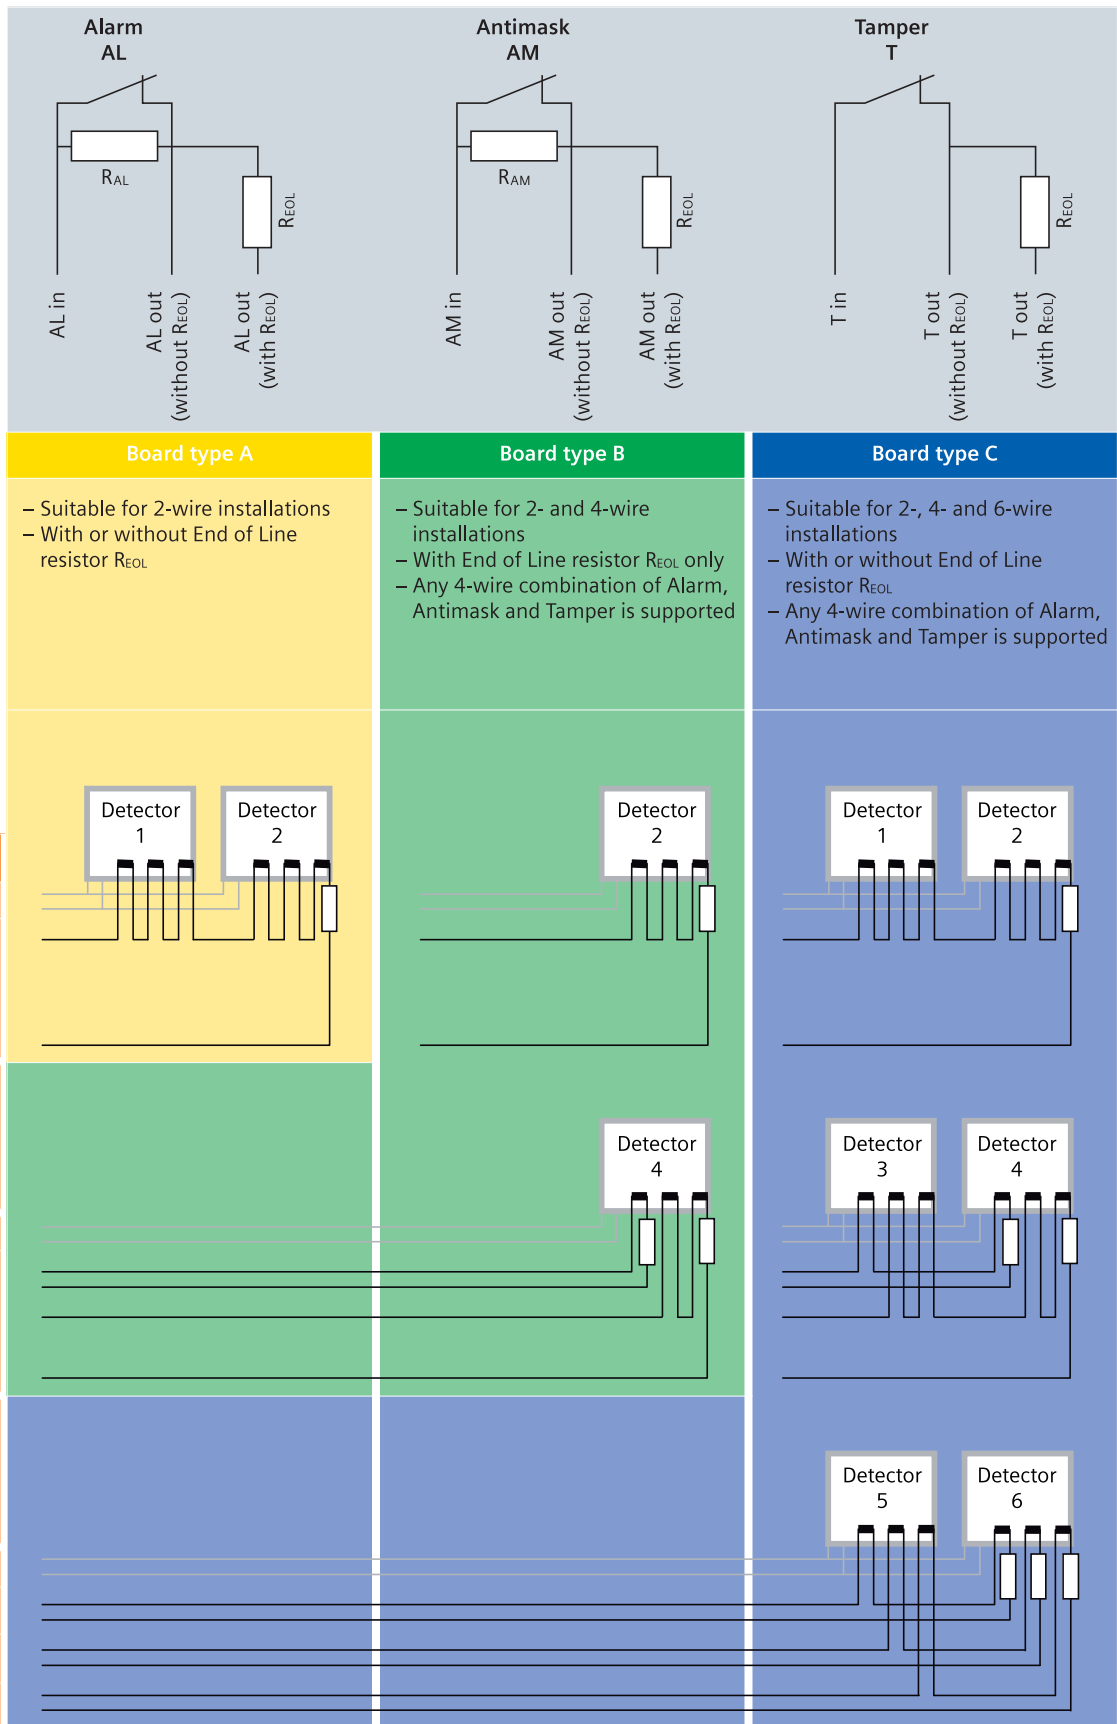 Alarm
AL
Antimask
AM
Tamper
T
RAL
REOL
RAM
REOL
REOL
AL in
AL out
(without REOL)
AL out
(with REOL)
AM in
AM out
(without REOL)
AM out
(with REOL)
T in
T out
(without REOL)
T out
(with REOL)
Board type A
– Suitable for 2-wire installations
– With or without End of Line
resistor REOL
Board type B
– Suitable for 2- and 4-wire
installations
– With End of Line resistor REOL only
– Any 4-wire combination of Alarm,
Antimask and Tamper is supported
Board type C
– Suitable for 2-, 4- and 6-wire
installations
– With or without End of Line
resistor REOL
– Any 4-wire combination of Alarm,
Antimask and Tamper is supported
Detector
1
Detector
2
Detector
2
Detector
1
Detector
2
Detector
4
Detector
3
Detector
4
Detector
5
Detector
6